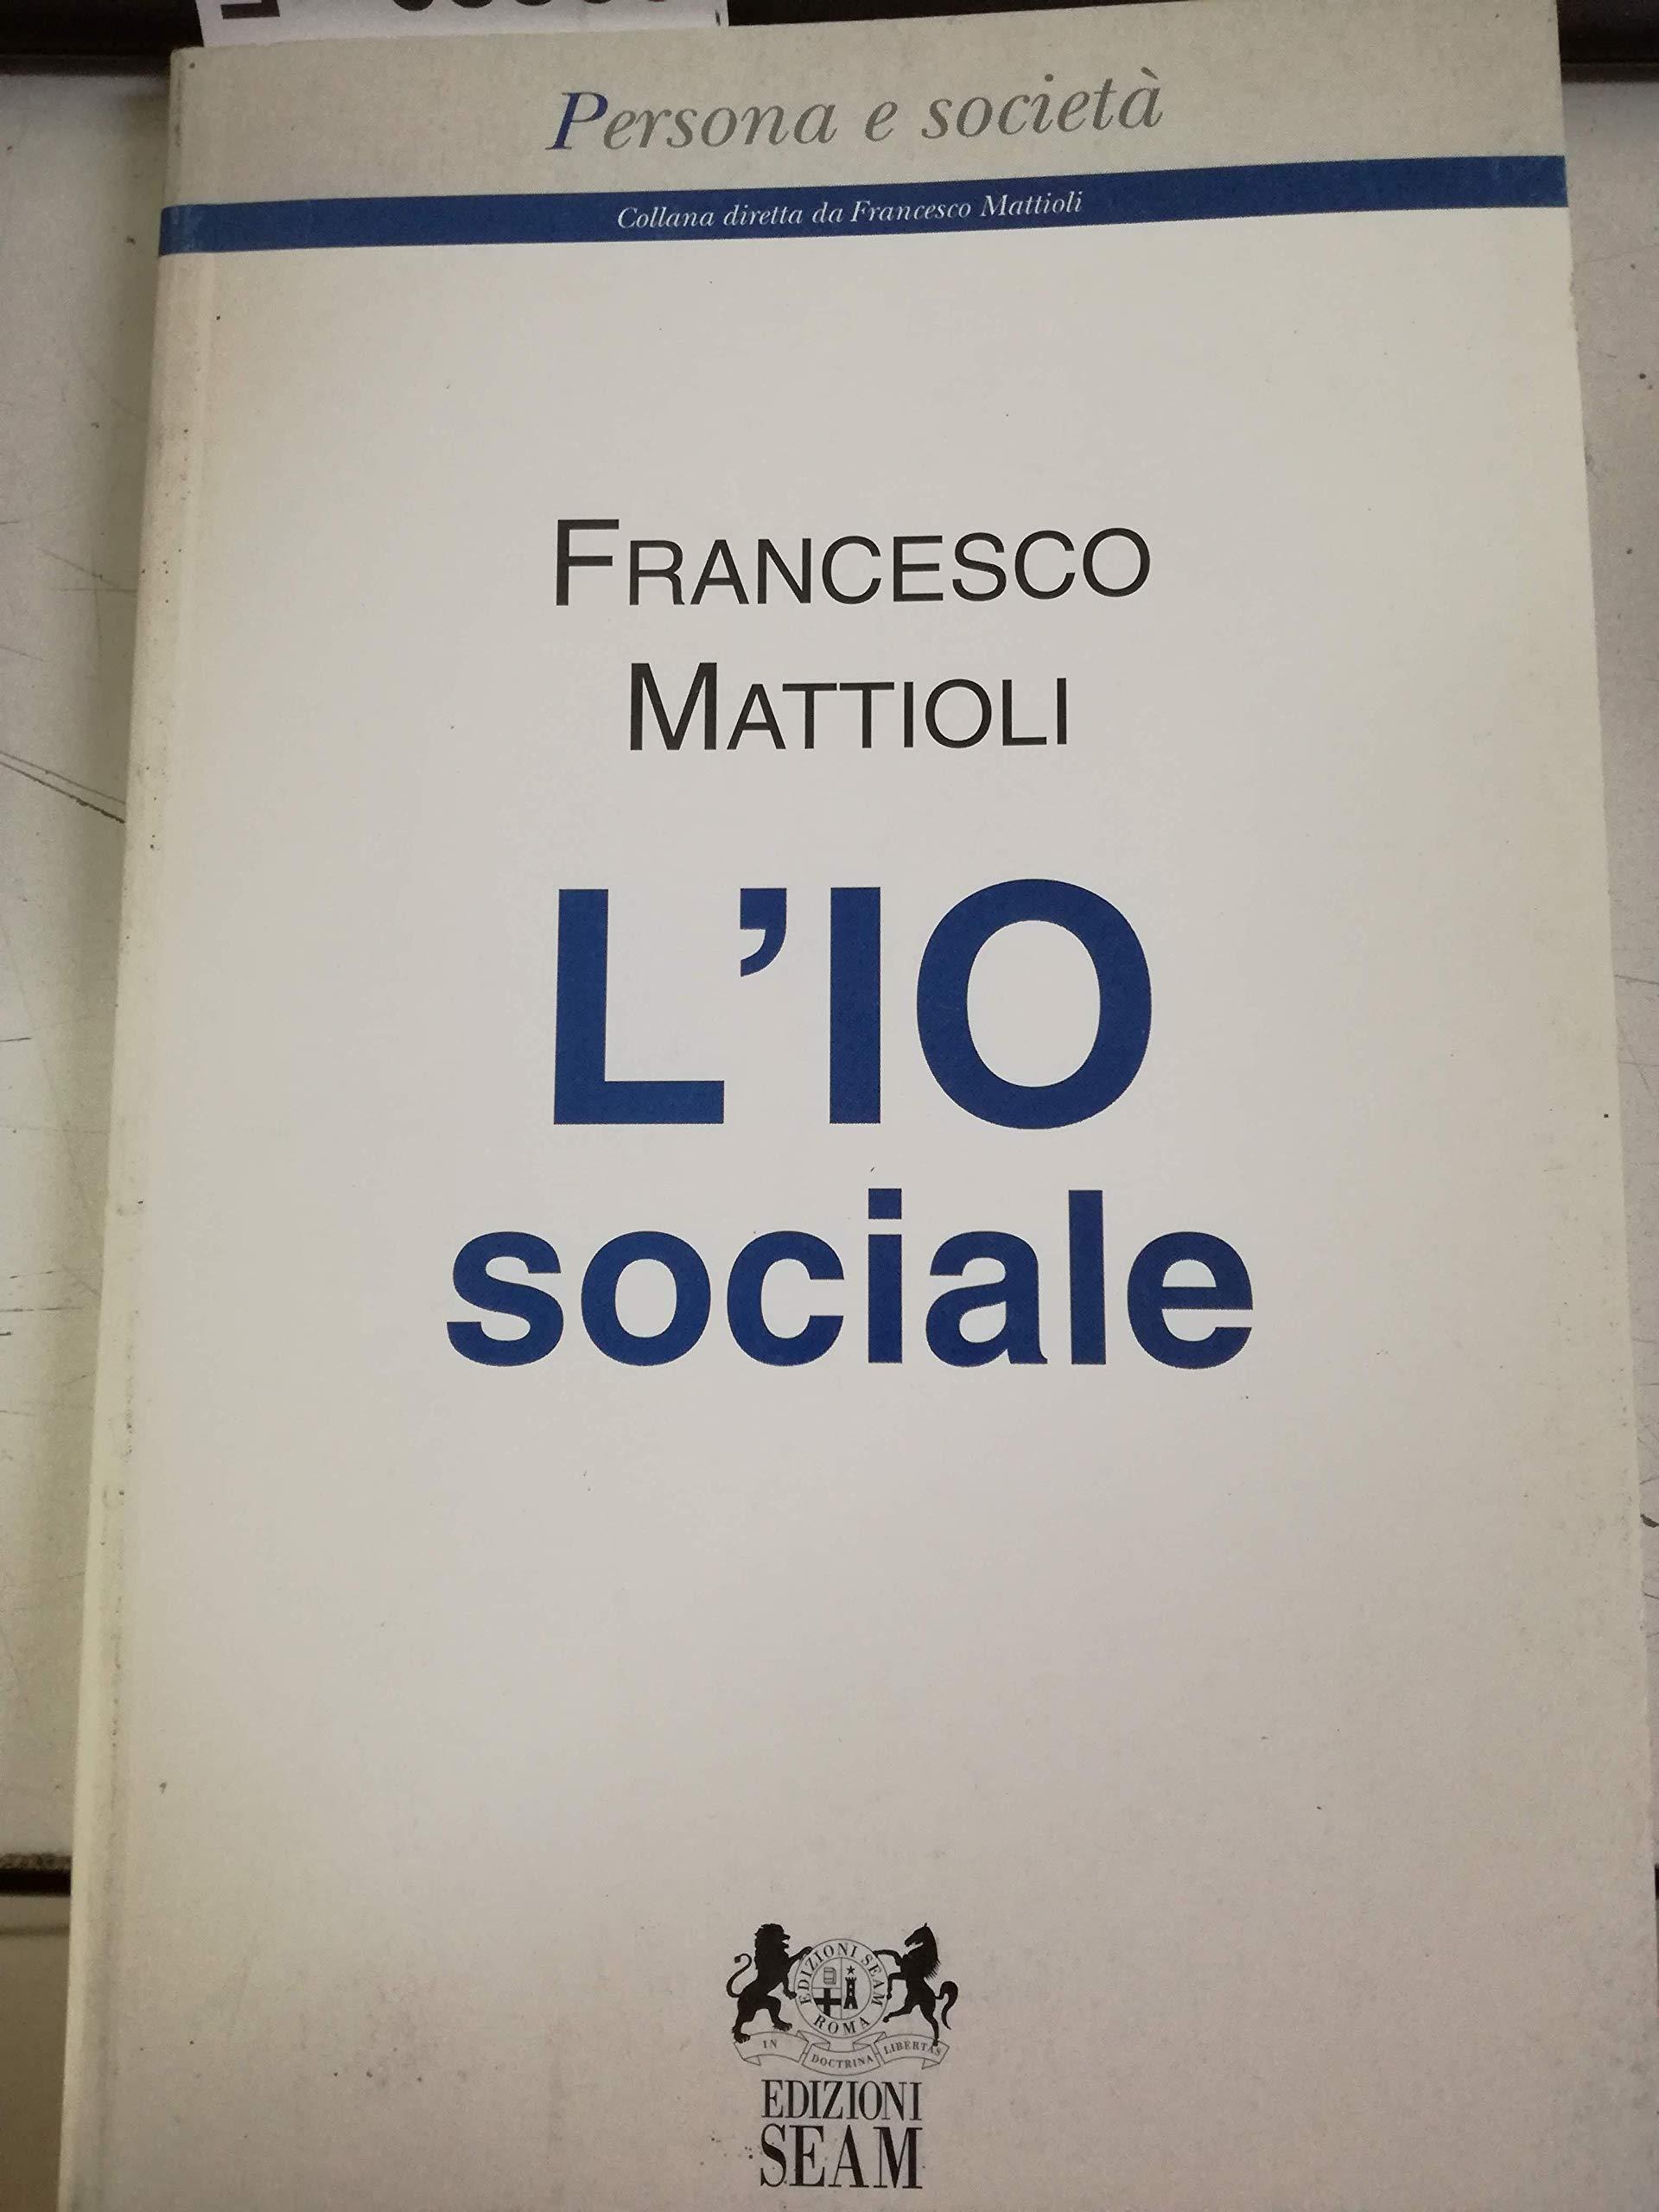 Persona e società
Collana diretta da Francesco Mattioli
FRANCESCO
MATTIOLI
L'IO
sociale
EDIZIONI SEAM
ROMA
IN DOCTRINA LIBERTAS
EDIZIONI
SEAM